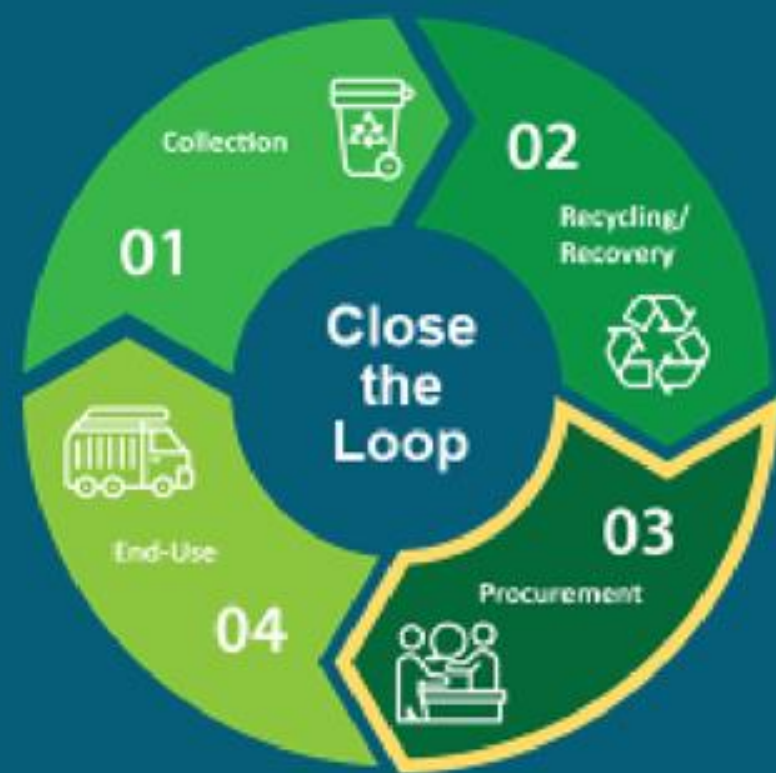 Close
the
Loop
01
Collection
02
Recycling/
Recovery
03
Procurement
End-Use
04